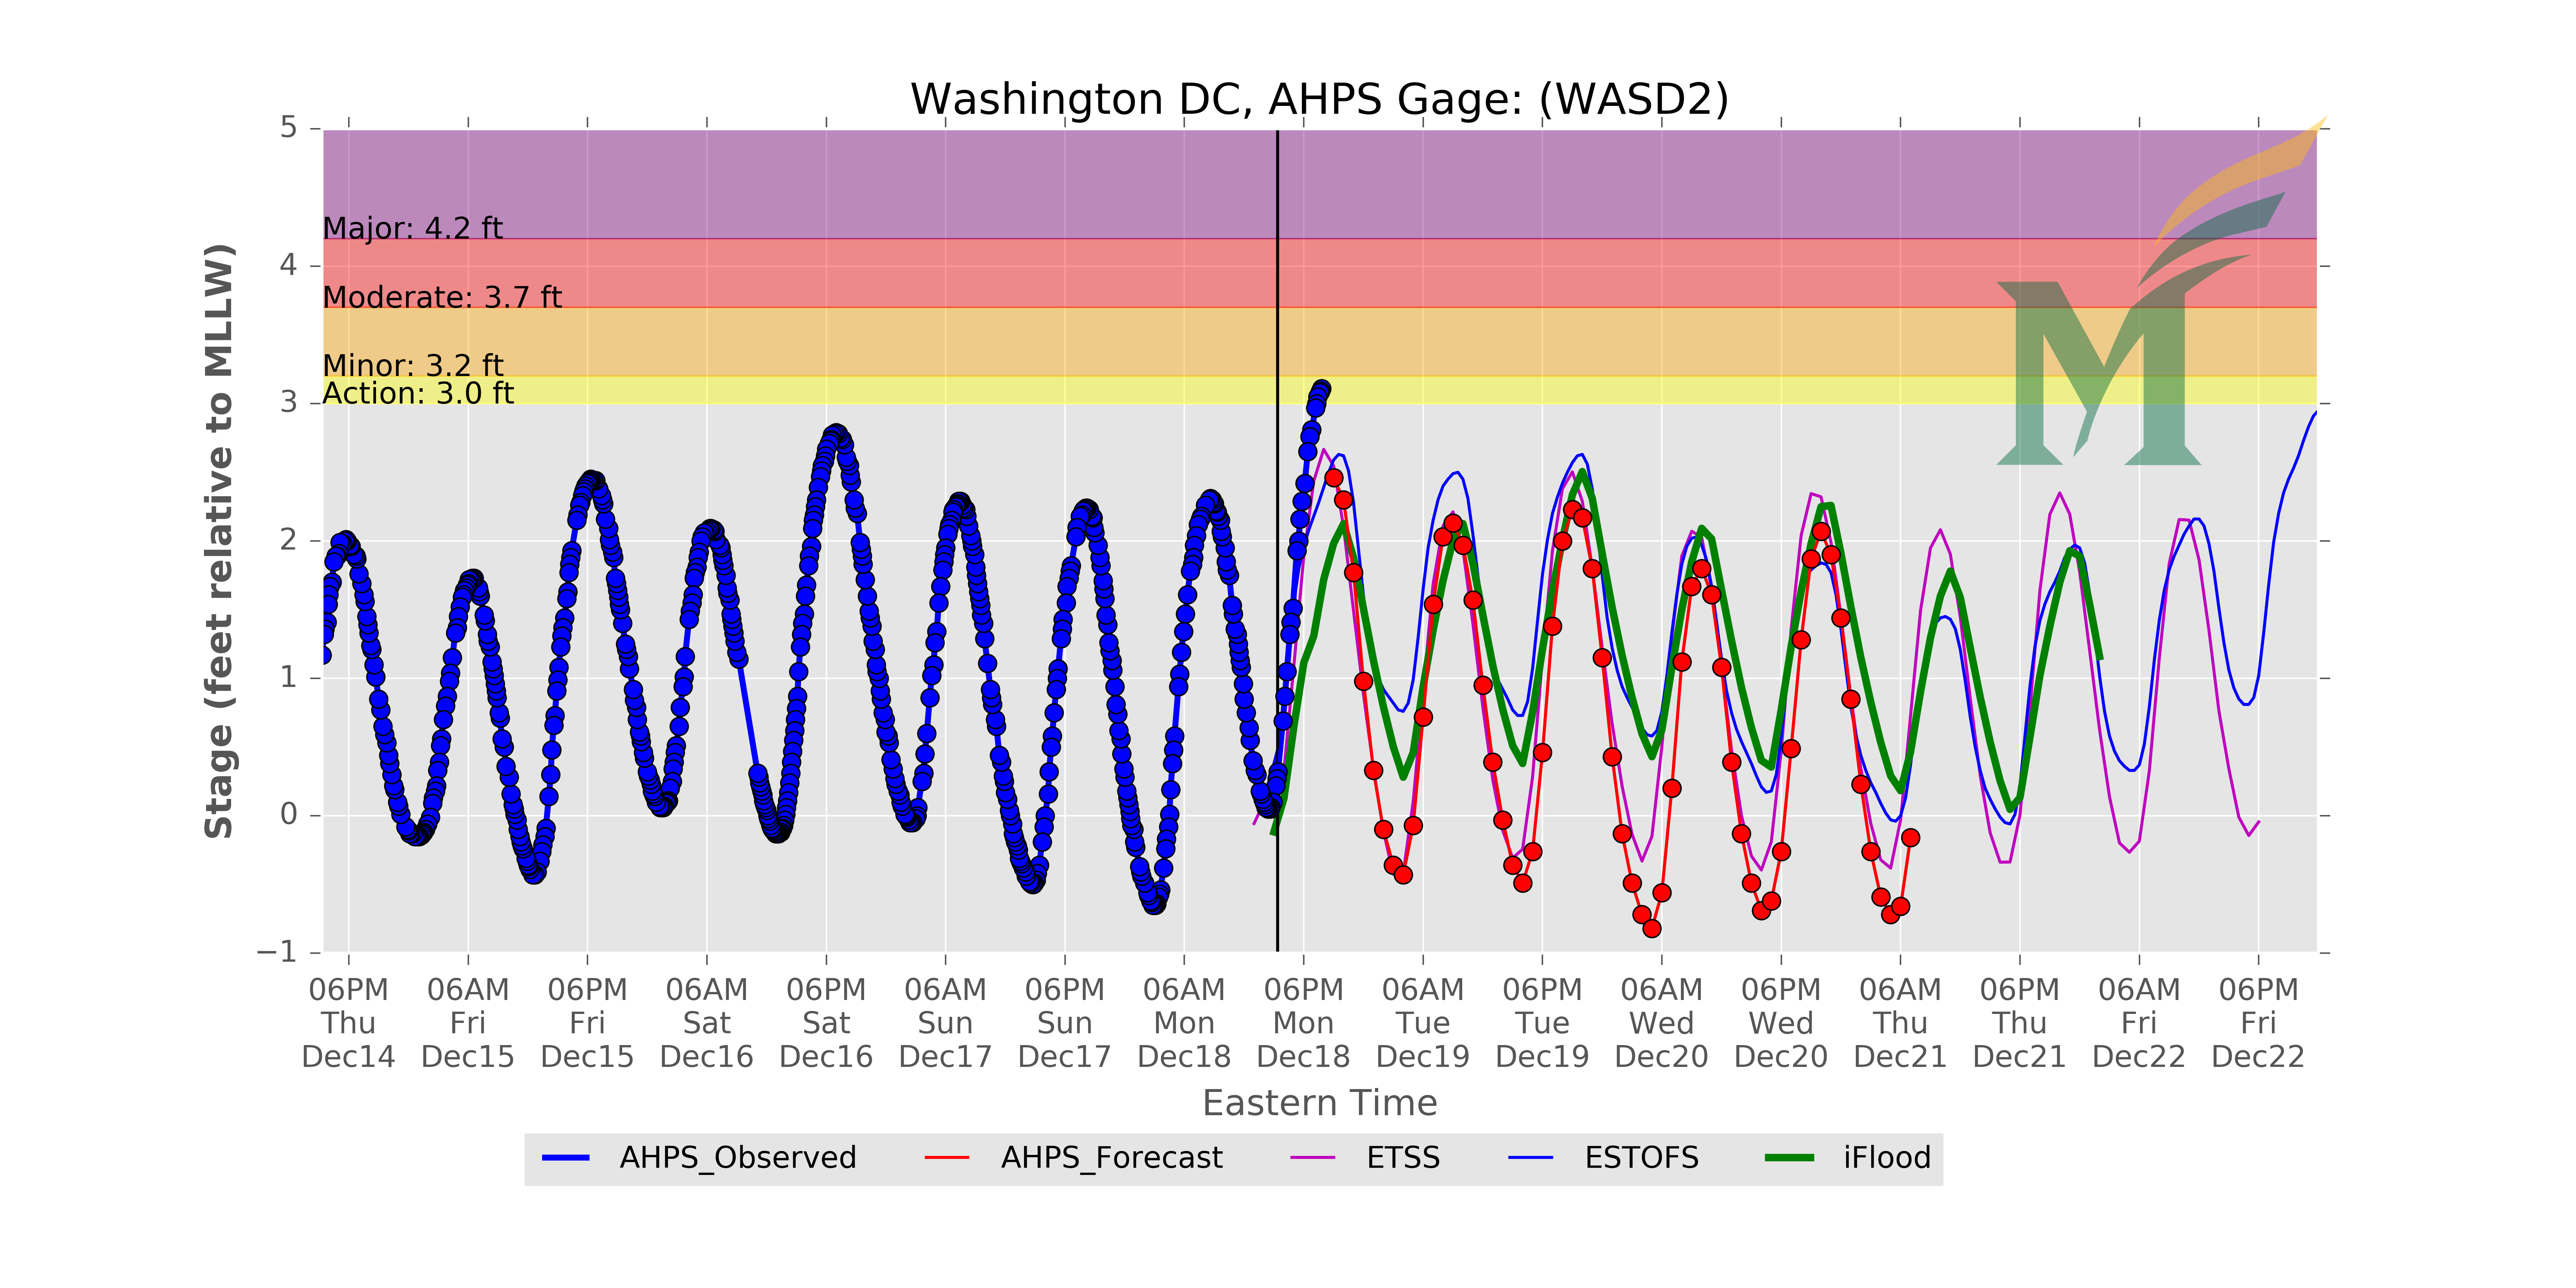 Washington DC, AHPS Gage: (WASD2)
Stage (feet relative to MLLW)
5
4
3
2
1
0
−1
Major: 4.2 ft
Moderate: 3.7 ft
Minor: 3.2 ft
Action: 3.0 ft
M
06PM 06AM 06PM 06AM 06PM 06AM 06PM 06AM 06PM 06AM 06PM 06AM 06PM 06AM 06PM 06AM 06PM
Thu Fri Fri Sat Sat Sun Sun Mon Mon Tue Tue Wed Wed Thu Thu Fri Fri
Dec14 Dec15 Dec15 Dec16 Dec16 Dec17 Dec17 Dec18 Dec18 Dec19 Dec19 Dec20 Dec20 Dec21 Dec21 Dec22 Dec22
Eastern Time
AHPS_Observed AHPS_Forecast ETSS ESTOFS iFlood